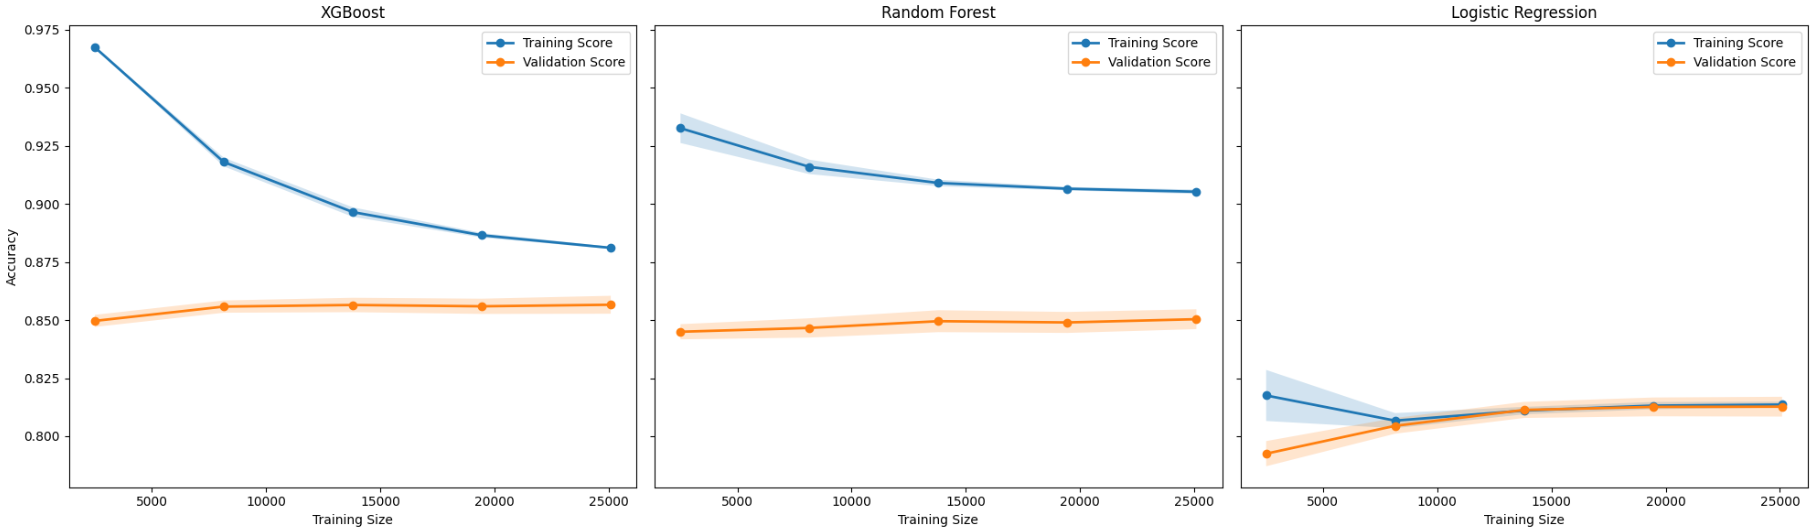 XGBoost
Random Forest
Logistic Regression
Accuracy
0.975
0.950
0.925
0.900
0.875
0.850
0.825
0.800
Training Score
Validation Score
5000 10000 15000 20000 25000
Training Size
Training Score
Validation Score
5000 10000 15000 20000 25000
Training Size
Training Score
Validation Score
5000 10000 15000 20000 25000
Training Size